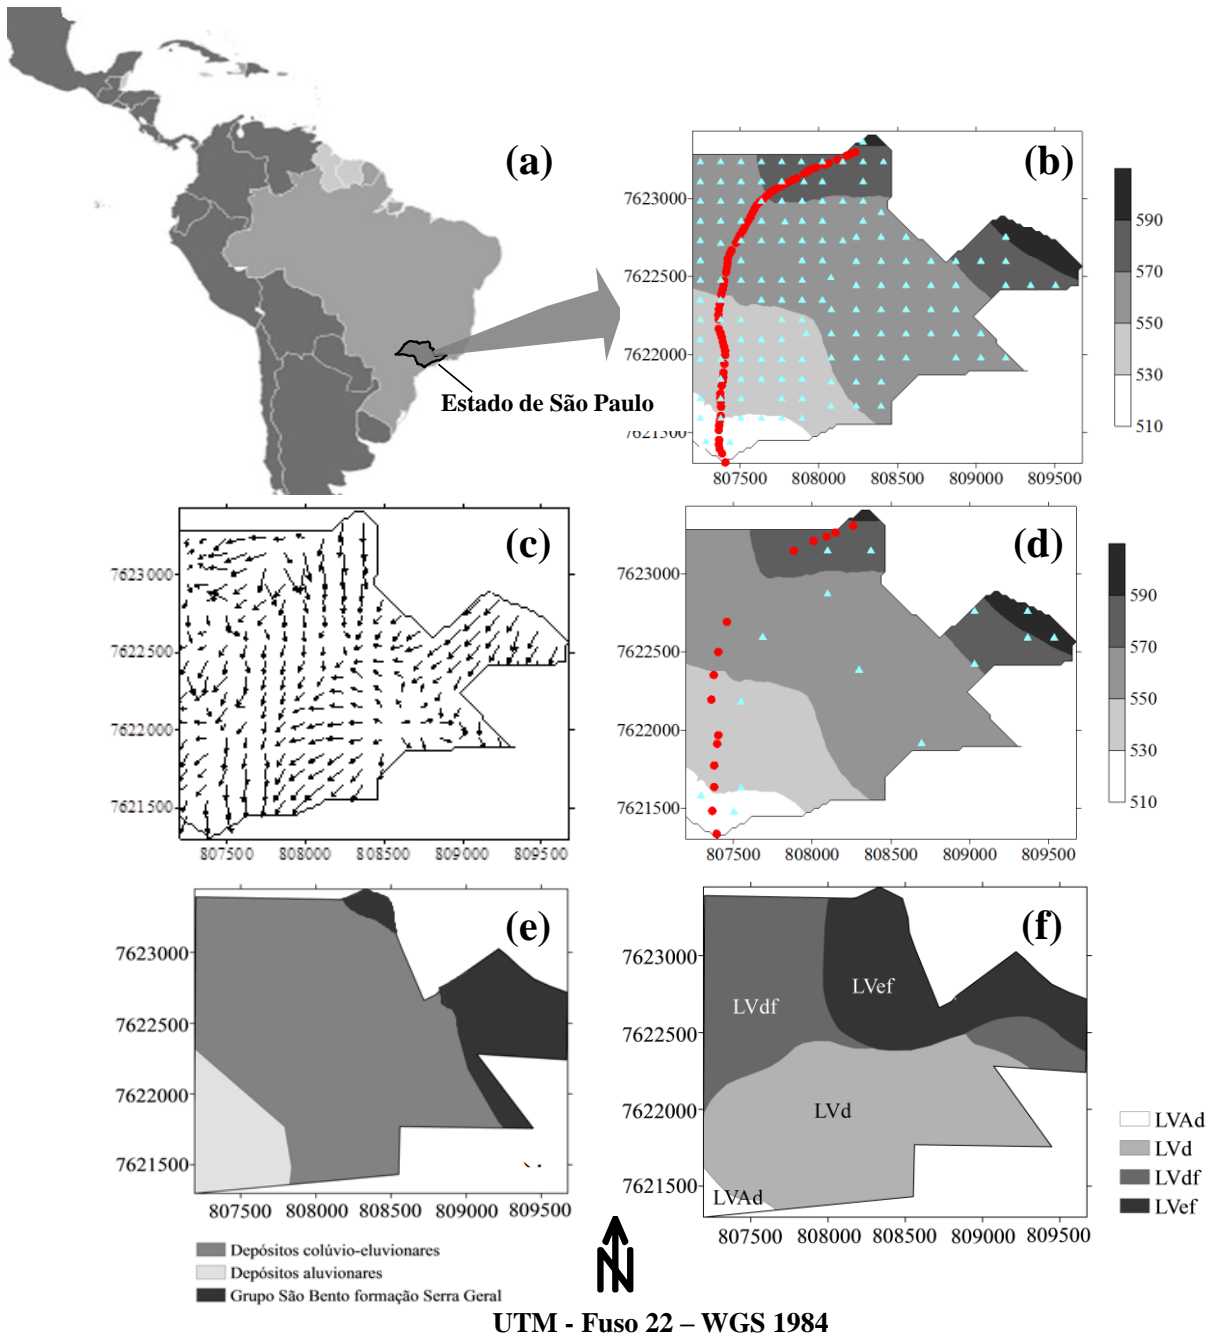 (a)
Estado de São Paulo
(b)
7623000
7622500
7622000
7621500
807500 808000 808500 809000 809500
590
570
550
530
510
(c)
7623000
7622500
7622000
7621500
807500 808000 808500 809000 809500
(d)
7623000
7622500
7622000
7621500
807500 808000 808500 809000 809500
590
570
550
530
510
(e)
7623000
7622500
7622000
7621500
807500 808000 808500 809000 809500
Depósitos colúvio-eluvionares
Depósitos aluvionares
Grupo São Bento formação Serra Geral
(f)
7623000
7622500
7622000
7621500
LVef
LVdf
LVd
LVAd
807500 808000 808500 809000 809500
LVAd
LVd
LVdf
LVef
N
UTM - Fuso 22 – WGS 1984